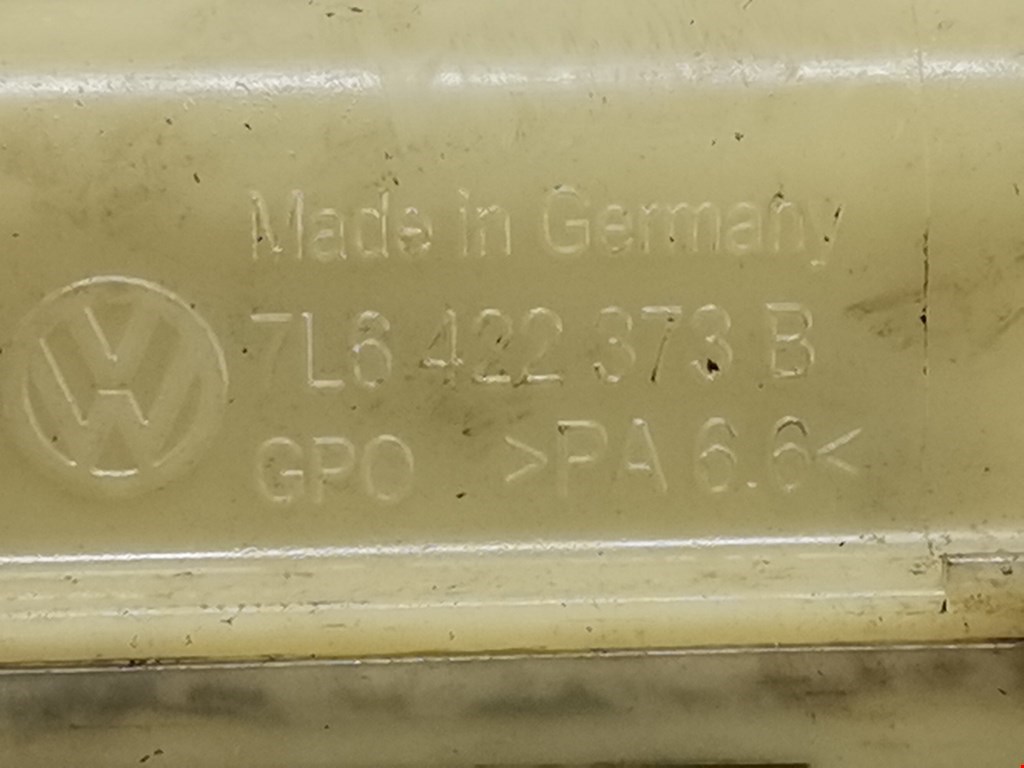 Made in Germany
7L6 422 373 B
GPO >PA 6.6<